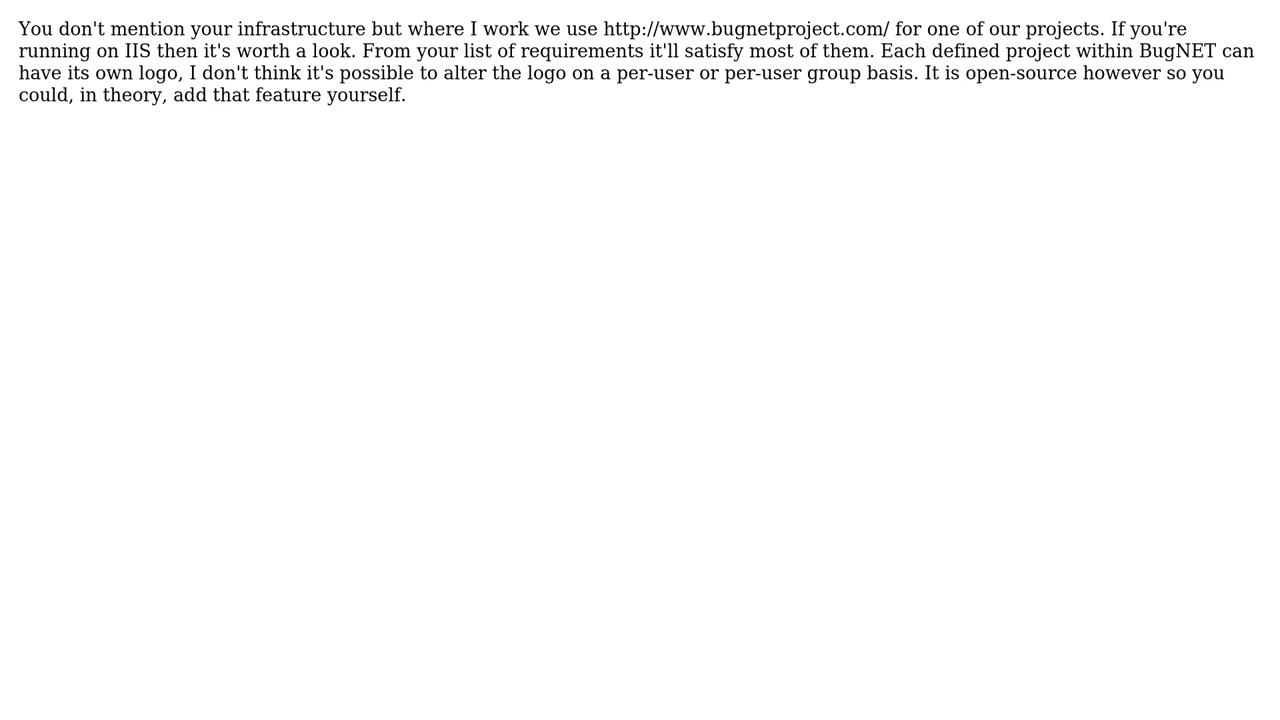 You don't mention your infrastructure but where I work we use http://www.bugnetproject.com/ for one of our projects. If you're
running on IIS then it's worth a look. From your list of requirements it'll satisfy most of them. Each defined project within BugNET can
have its own logo, I don't think it's possible to alter the logo on a per-user or per-user group basis. It is open-source however so you
could, in theory, add that feature yourself.